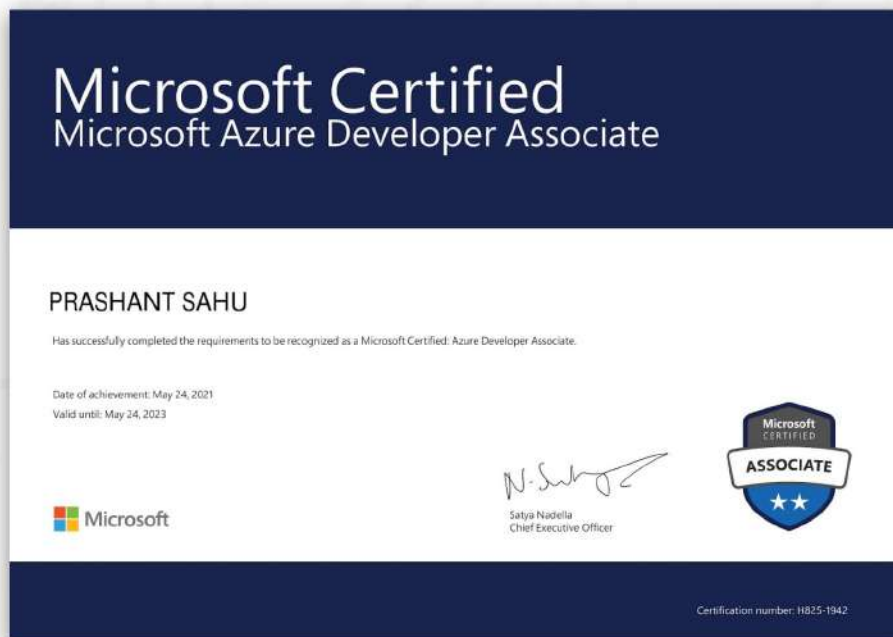 Microsoft Certified
Microsoft Azure Developer Associate
PRASHANT SAHU
Has successfully completed the requirements to be recognized as a Microsoft Certified: Azure Developer Associate.
Date of achievement: May 24, 2021
Valid until: May 24, 2023
Microsoft
CERTIFIED
ASSOCIATE
Microsoft
Satya Nadella
Chief Executive Officer
Certification number: H825-1942